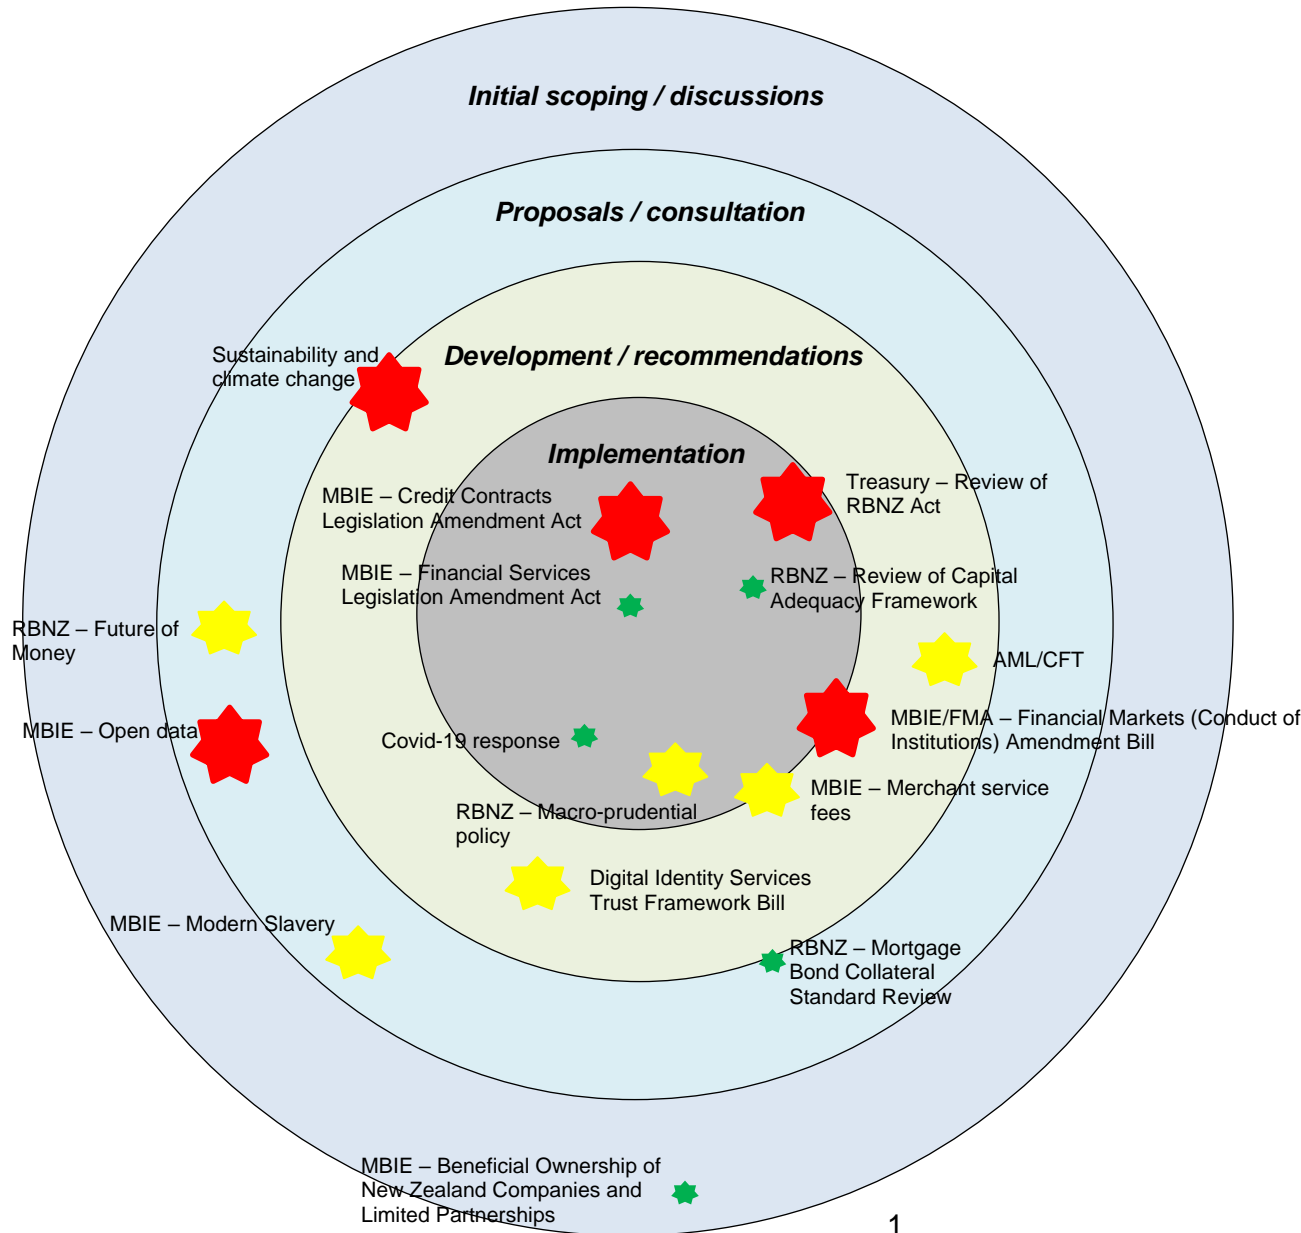 Initial scoping / discussions
Proposals / consultation
Development / recommendations
Sustainability and
climate change
Implementation
MBIE – Credit Contracts
Legislation Amendment Act
Treasury – Review of
RBNZ Act
MBIE – Financial Services
Legislation Amendment Act
RBNZ – Review of Capital
Adequacy Framework
RBNZ – Future of
Money
AML/CFT
MBIE – Open data
MBIE/FMA – Financial Markets (Conduct of
Institutions) Amendment Bill
Covid-19 response
MBIE – Merchant service
fees
RBNZ – Macro-prudential
policy
Digital Identity Services
Trust Framework Bill
MBIE – Modern Slavery
RBNZ – Mortgage
Bond Collateral
Standard Review
MBIE – Beneficial Ownership of
New Zealand Companies and
Limited Partnerships
1